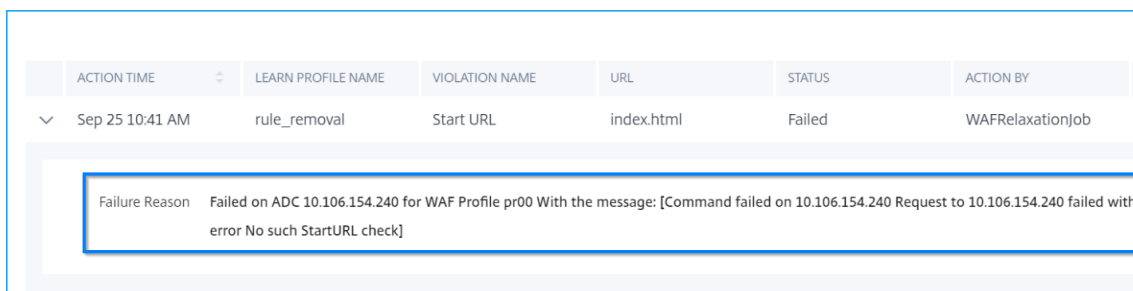 ACTION TIME LEARN PROFILE NAME VIOLATION NAME URL STATUS ACTION BY
Sep 25 10:41 AM rule_removal Start URL index.html Failed WAFRelaxationJob
Failure Reason Failed on ADC 10.106.154.240 for WAF Profile pr00 With the message: [Command failed on 10.106.154.240 Request to 10.106.154.240 failed with
error No such StartURL check]